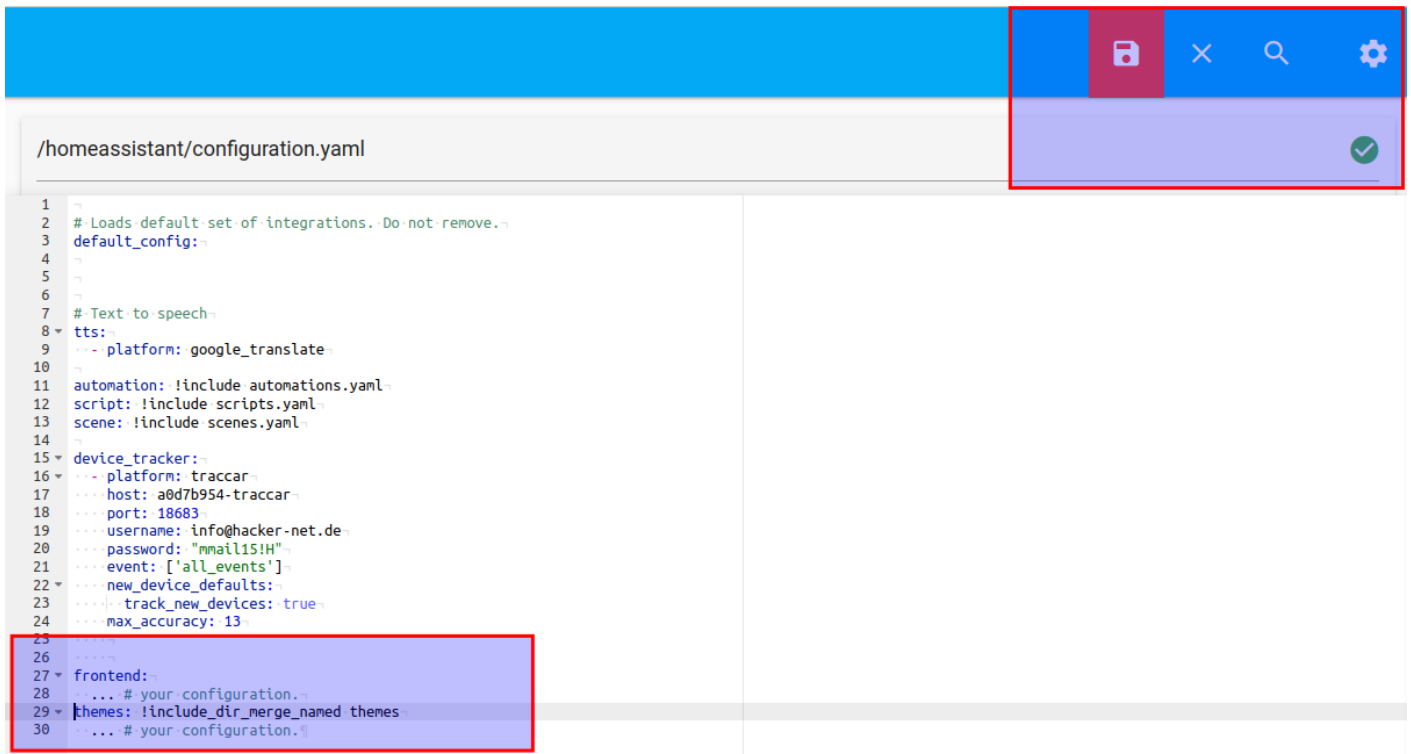 /homeassistant/configuration.yaml
1
2 # Loads default set of integrations. Do not remove.
3 default_config:
4
5
6
7 # Text to speech
8 tts:
9 - platform: google_translate
10
11 automation: !include automations.yaml
12 script: !include scripts.yaml
13 scene: !include scenes.yaml
14
15 device_tracker:
16 - platform: traccar
17 host: a0d7b954-traccar
18 port: 18683
19 username: info@hacker-net.de
20 password: "mmail15!H"
21 event: ['all_events']
22 new_device_defaults:
23 track_new_devices: true
24 max_accuracy: 13
25
26
27 frontend:
28 ... # your configuration.
29 themes: !include_dir_merge_named themes
30 ... # your configuration.